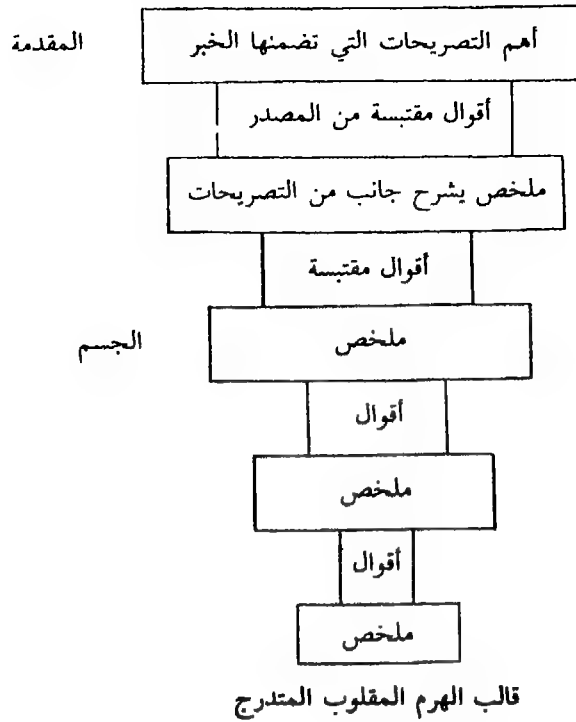 المقدمة
أهم التصريحات التي تضمنها الخبر
أقوال مقتبسة من المصدر
ملخص يشرح جانب من التصريحات
أقوال مقتبسة
الجسم
ملخص
أقوال
ملخص
أقوال
ملخص
قالب الهرم المقلوب المتدرج